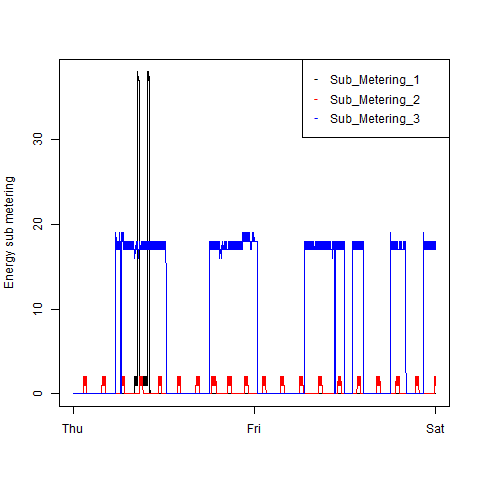 Sub_Metering_1
Sub_Metering_2
Sub_Metering_3
Energy sub metering
30
20
10
0
Thu Fri Sat